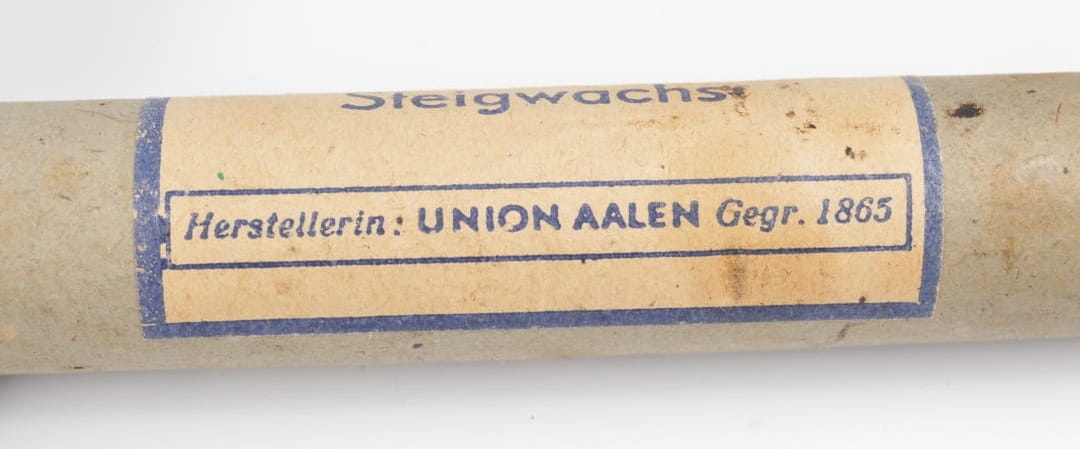 Steigwachs
Herstellerin: UNION AALEN Gegr. 1865